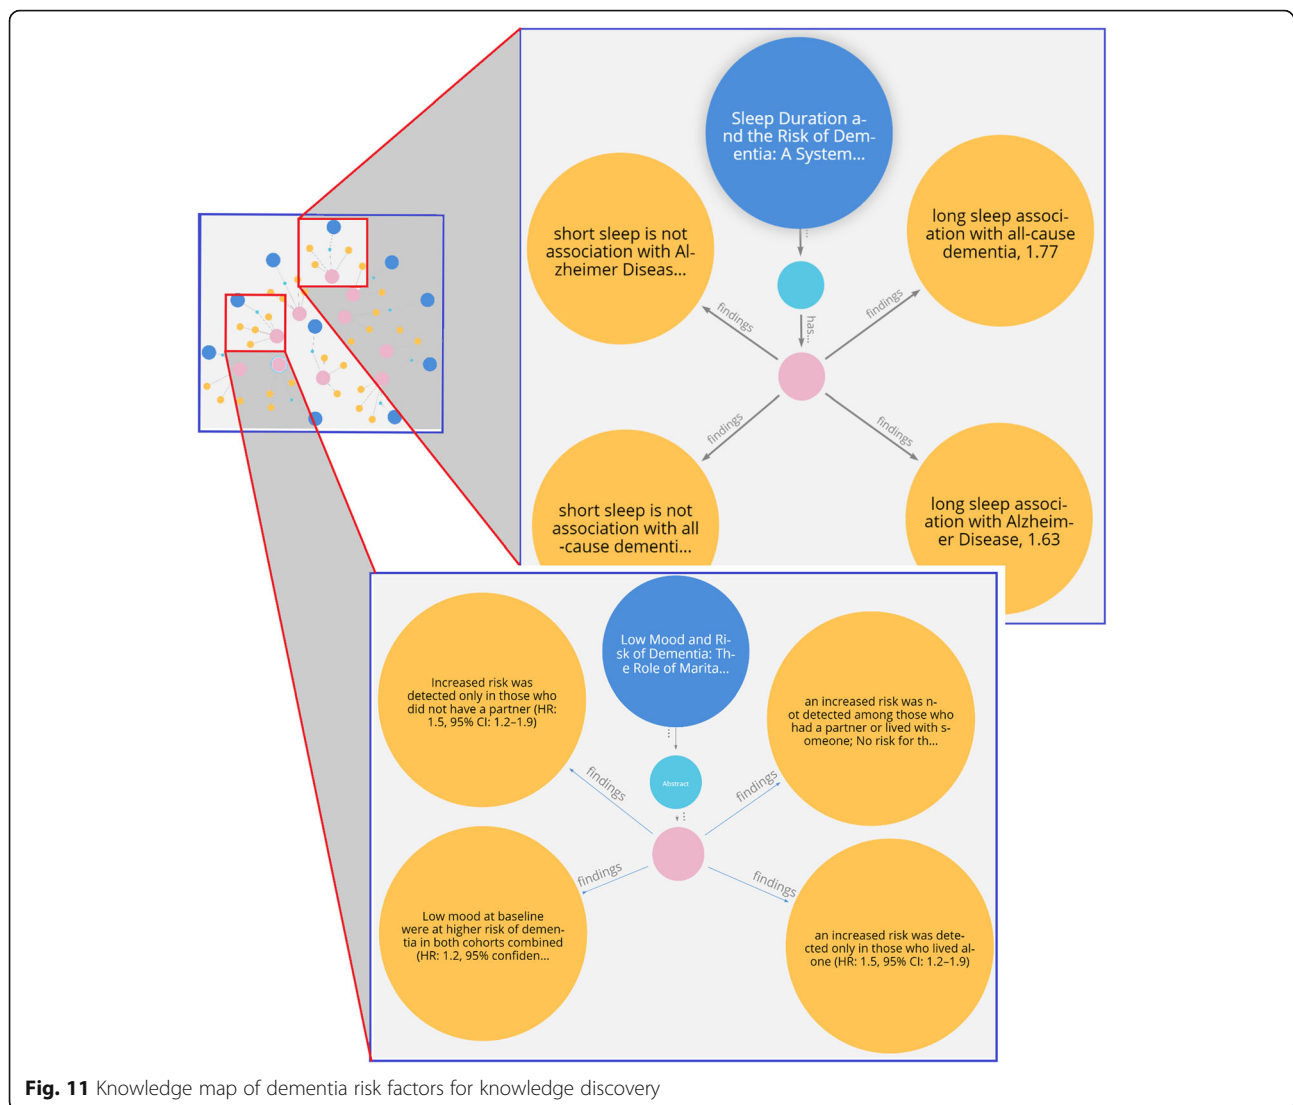 Sleep Duration a-
nd the Risk of Dem-
entia: A System...
short sleep is not
association with Al-
zheimer Diseas...
long sleep associ-
ation with all-cause
dementia, 1.77
...
findings
has...
findings
findings
findings
short sleep is not
association with all
-cause dementi...
long sleep associ-
ation with Alzheim-
er Disease, 1.63
Low Mood and Ri-
sk of Dementia: Th-
e Role of Marita...
Increased risk was
detected only in those who
did not have a partner (HR:
1.5, 95% CI: 1.2–1.9)
an increased risk was n-
ot detected among those who
had a partner or lived with s-
omeone; No risk for th...
...
Abstract
findings
...
findings
findings
findings
Low mood at baseline
were at higher risk of demen-
tia in both cohorts combined
(HR: 1.2, 95% confiden...
an increased risk was dete-
cted only in those who lived al-
one (HR: 1.5, 95% CI: 1.2–1.9)
Fig. 11 Knowledge map of dementia risk factors for knowledge discovery